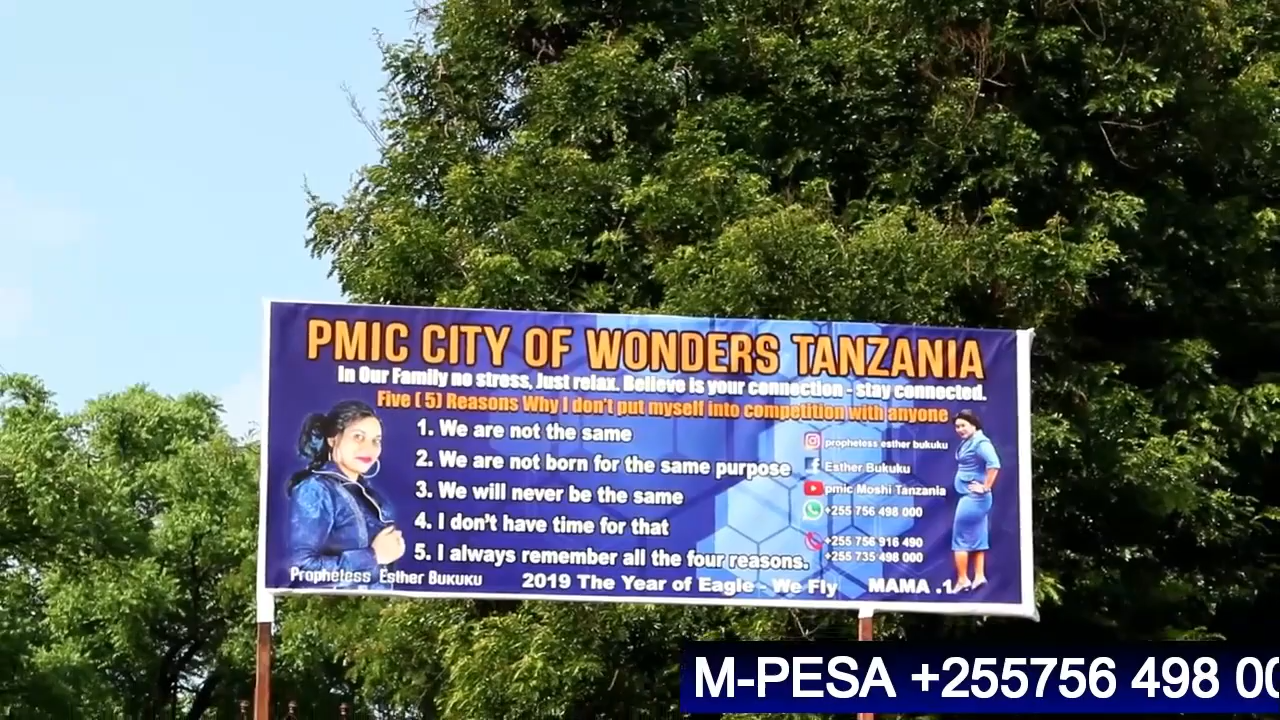 PMIC CITY OF WONDERS TANZANIA
In Our Family no stress, Just relax. Believe is your connection - stay connected.
Five ( 5) Reasons Why I don't put myself into competition with anyone
1. We are not the same
2. We are not born for the same purpose
3. We will never be the same
4. I don't have time for that
5. I always remember all the four reasons.
propheteess esther bukuku
Esther Bukuku
pmic Moshi Tanzania
+255 756 498 000
+255 756 916 490
+255 735 498 000
Propheteess Esther Bukuku
2019 The Year of Eagle - We Fly
MAMA .1
M-PESA +255756 498 00